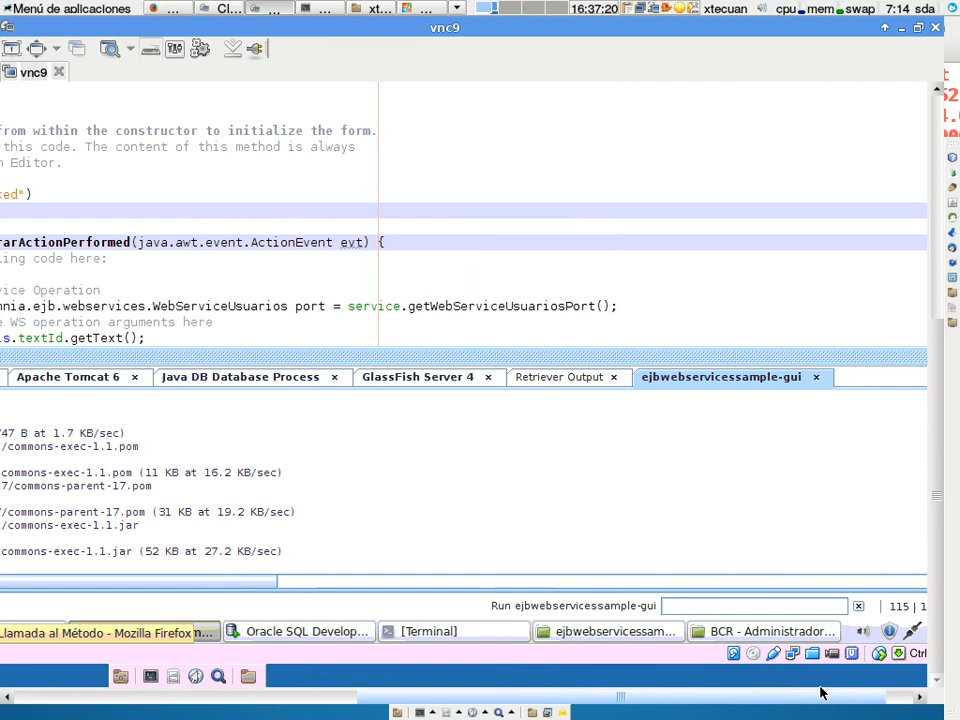 Menú de aplicaciones ... Cl... ... ... xt... ... 16:37:20 xtecuan cpu mem swap 7:14 sda
vnc9
vnc9
from within the constructor to initialize the form.
this code. The content of this method is always
Editor.
ked")
rarActionPerformed(java.awt.event.ActionEvent evt) {
ling code here:
vice Operation
nnia.ejb.webservices.WebServiceUsuarios port = service.getWebServiceUsuariosPort();
e WS operation arguments here
s.textId.getText();
Apache Tomcat 6 Java DB Database Process GlassFish Server 4 Retriever Output ejbwebservicessample-gui
747 B at 1.7 KB/sec)
/commons-exec-1.1.pom
commons-exec-1.1.pom (11 KB at 16.2 KB/sec)
7/commons-parent-17.pom
/commons-parent-17.pom (31 KB at 19.2 KB/sec)
/commons-exec-1.1.jar
commons-exec-1.1.jar (52 KB at 27.2 KB/sec)
Run ejbwebservicessample-gui 115 | 1
Llamada al Método - Mozilla Firefox ... Oracle SQL Develop... [Terminal] ejbwebservicessam... BCR - Administrador...
Ctrl